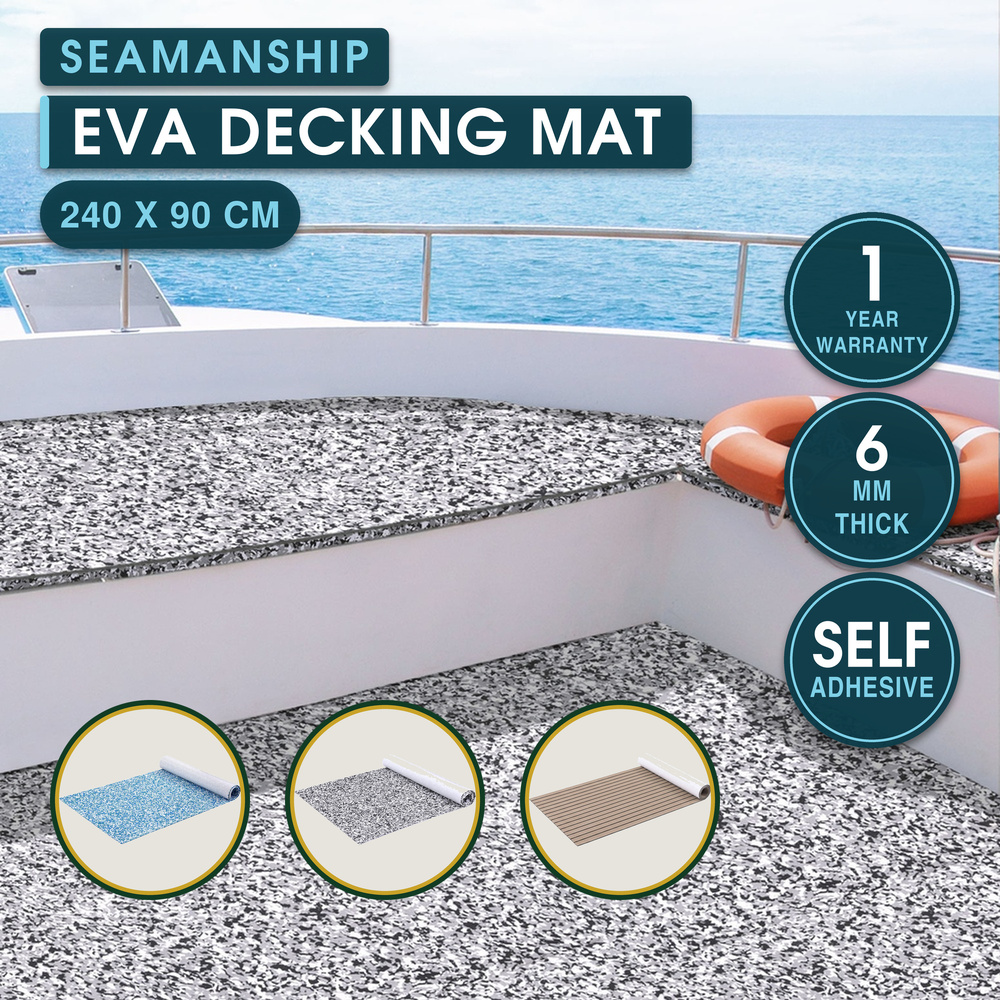 SEAMANSHIP
EVA DECKING MAT
240 X 90 CM
1
YEAR
WARRANTY
6
MM
THICK
SELF
ADHESIVE